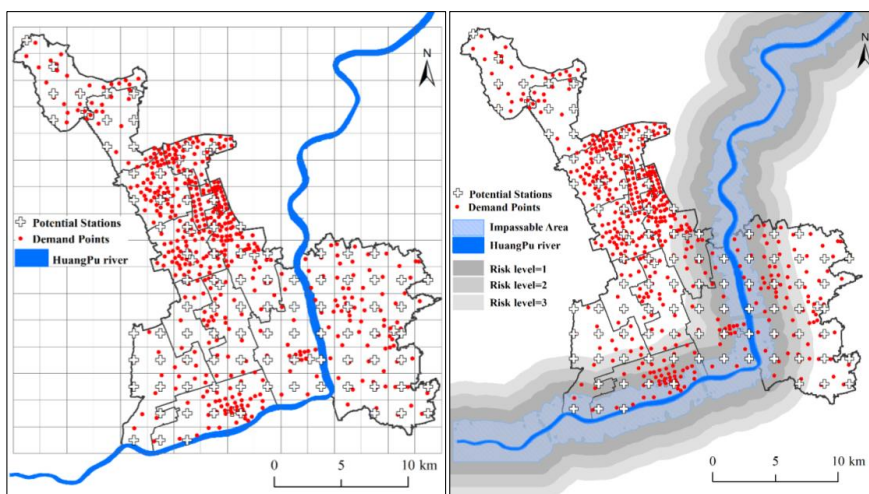 N
Potential Stations
Demand Points
HuangPu river
0 5 10 km
N
Potential Stations
Demand Points
Impassable Area
HuangPu river
Risk level=1
Risk level=2
Risk level=3
0 5 10 km